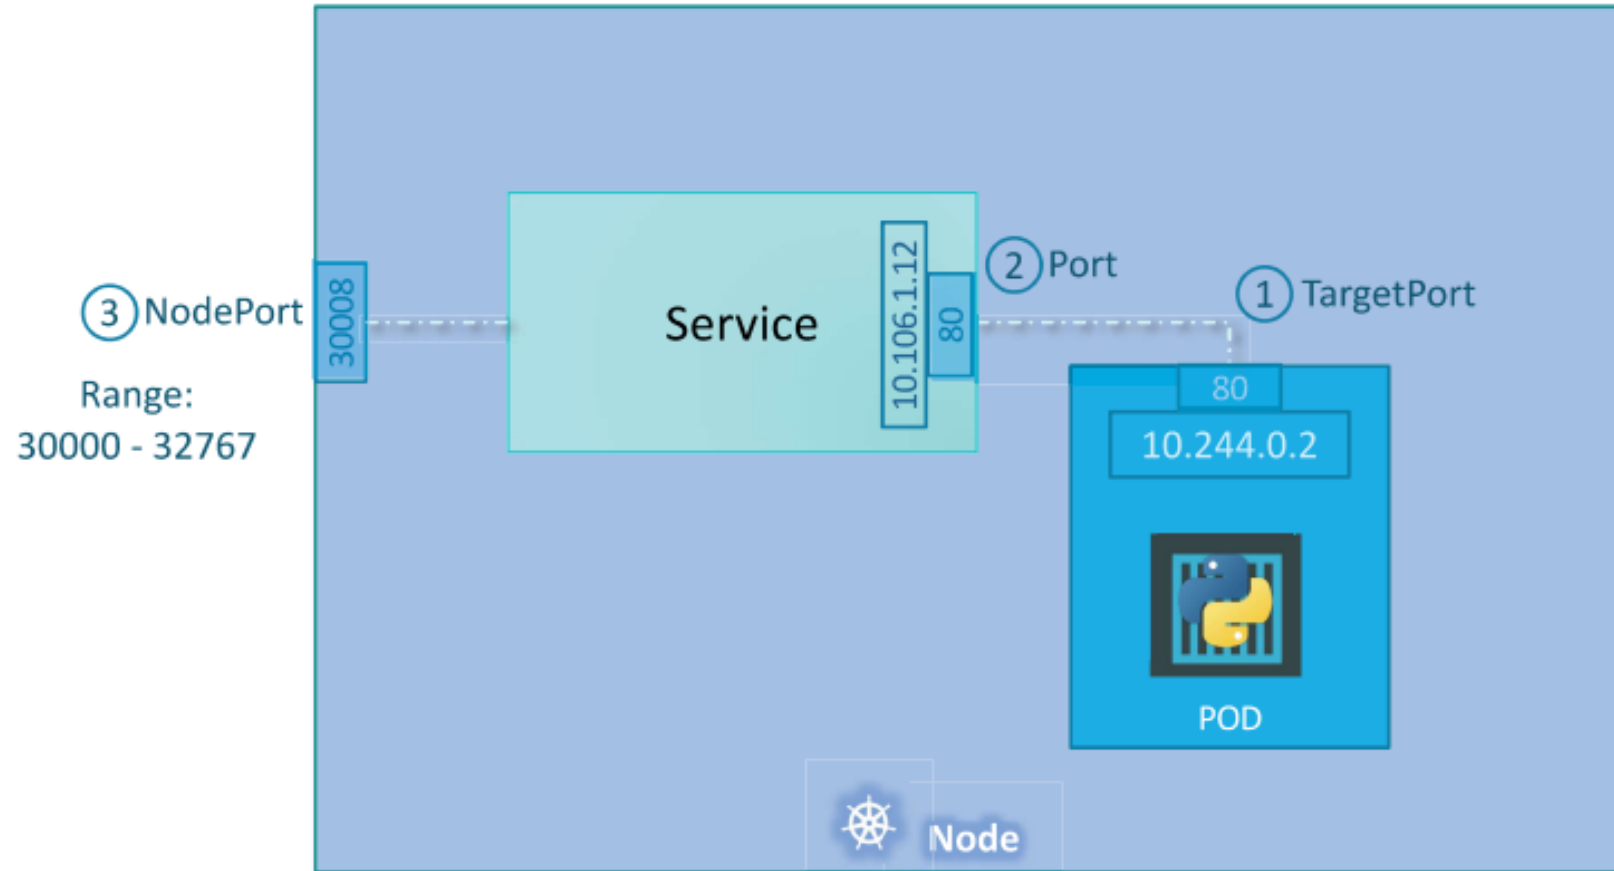 3 NodePort
30008
Range:
30000 - 32767
Service
10.106.1.12
80
2 Port
1 TargetPort
80
10.244.0.2
POD
Node